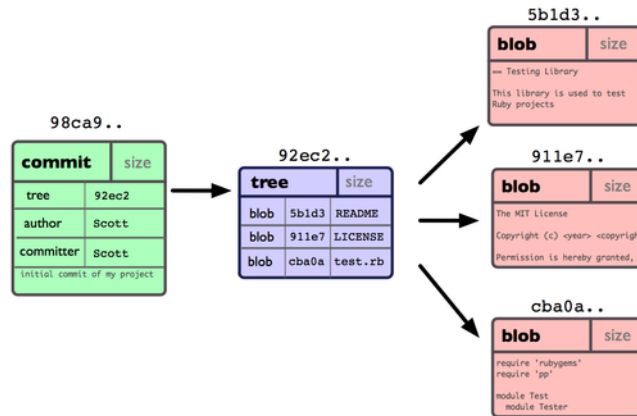 98ca9..
commit size
tree 92ec2
author Scott
committer Scott
initial commit of my project
92ec2..
tree size
blob 5b1d3 README
blob 911e7 LICENSE
blob cba0a test.rb
5b1d3..
blob size
== Testing Library
This library is used to test
Ruby projects
911e7..
blob size
The MIT License
Copyright (c) <year> <copyrigh
Permission is hereby granted,
cba0a..
blob size
require 'rubygems'
require 'pp'
module Test
module Tester